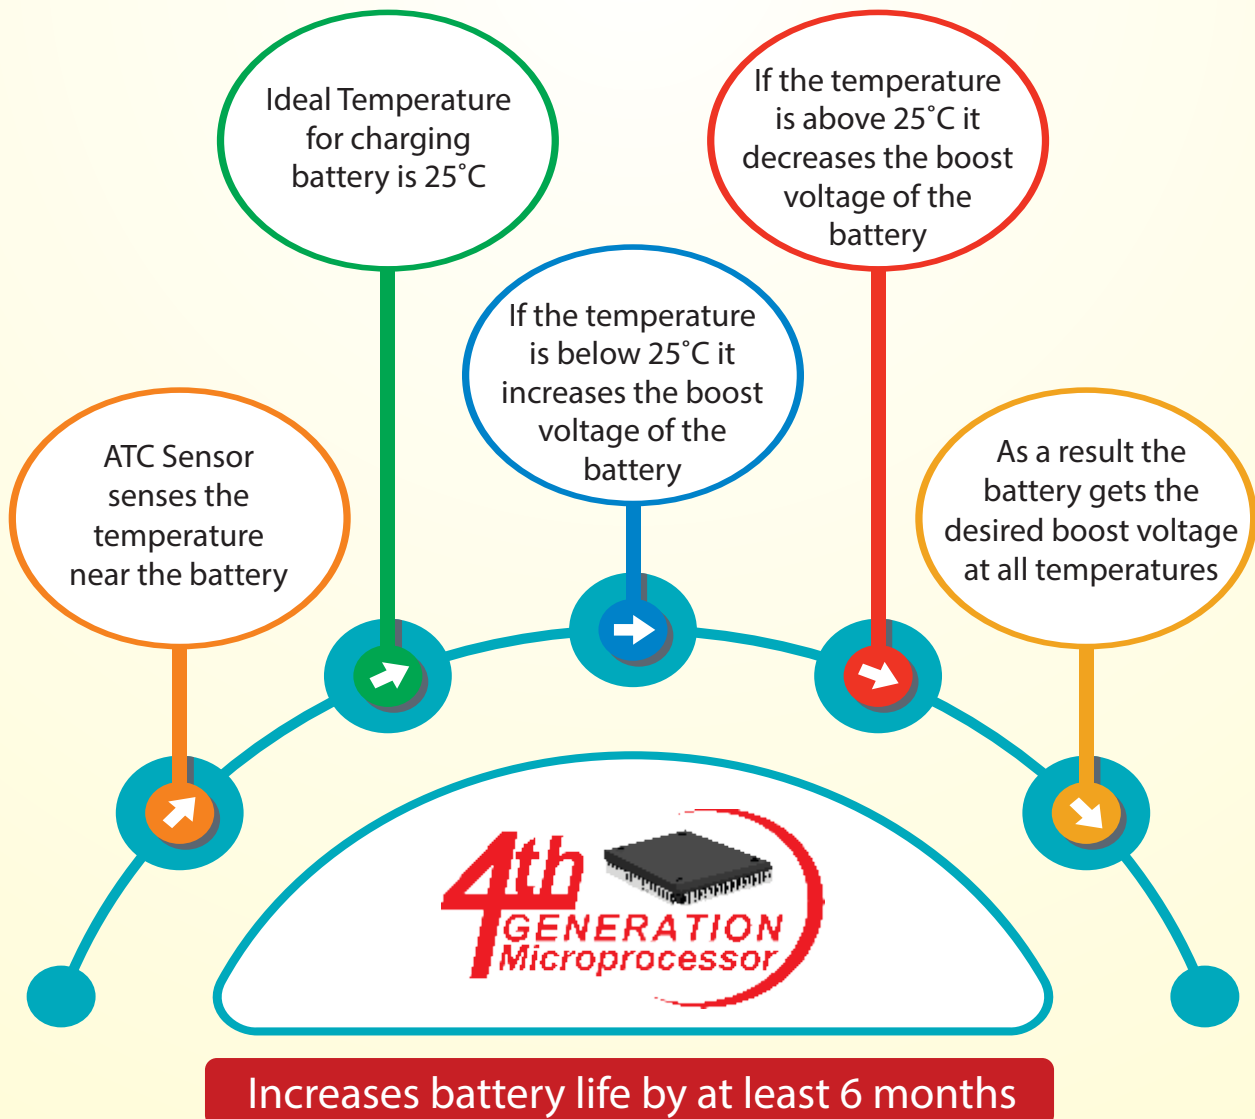 ATC Sensor
senses the
temperature
near the battery
Ideal Temperature
for charging
battery is 25˚C
If the temperature
is below 25˚C it
increases the boost
voltage of the
battery
If the temperature
is above 25˚C it
decreases the boost
voltage of the
battery
As a result the
battery gets the
desired boost voltage
at all temperatures
4th
GENERATION
Microprocessor
Increases battery life by at least 6 months